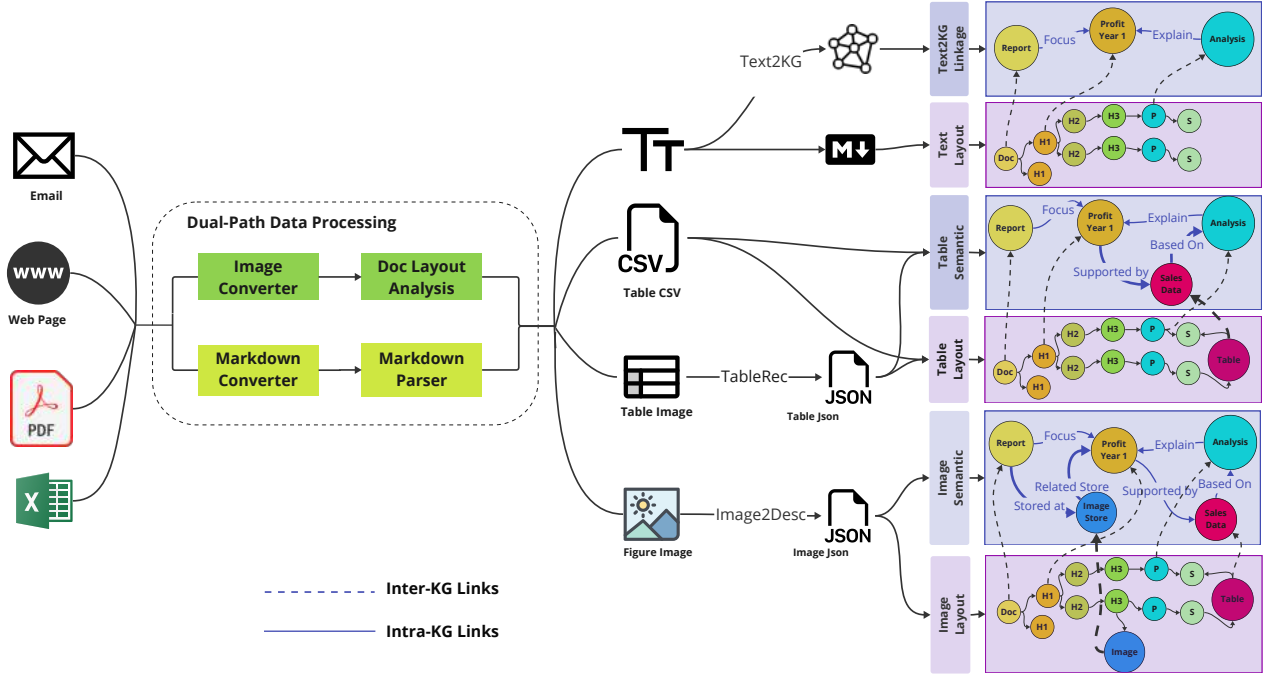 Email
WWW
Web Page
PDF
X
Dual-Path Data Processing
Image
Converter
Doc Layout
Analysis
Markdown
Converter
Markdown
Parser
Inter-KG Links
Intra-KG Links
Text2KG
TT
M
CSV
Table CSV
Table Image
TableRec
JSON
Table Json
Figure Image
Image2Desc
JSON
Image Json
Text2KG
Linkage
Report
Focus
Profit
Year 1
Explain
Analysis
Text
Layout
Doc
H1
H1
H2
H3
P
S
H2
H3
P
S
Table
Semantic
Report
Focus
Profit
Year 1
Explain
Analysis
Based On
Supported by
Sales
Data
Table
Layout
Doc
H1
H1
H2
H3
P
S
H2
H3
P
S
Table
Image
Semantic
Report
Focus
Profit
Year 1
Explain
Analysis
Related Store
Supported by
Based On
Stored at
Image
Store
Sales
Data
Image
Layout
Doc
H1
H1
H2
H3
P
S
H2
H3
P
S
Table
Image